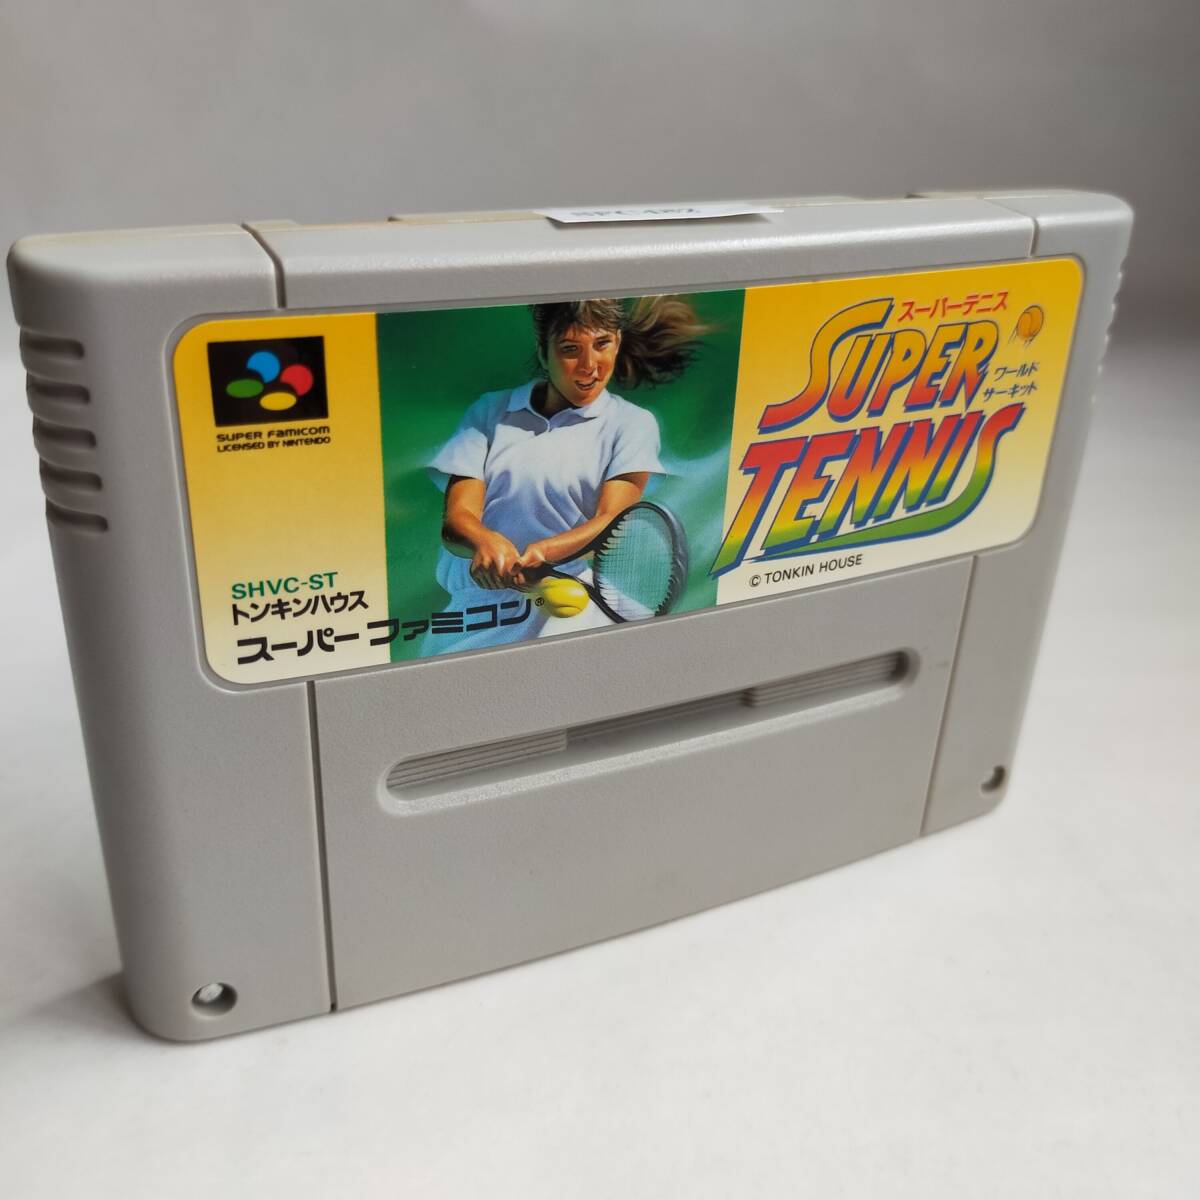 スーパーテニス
SUPER
TENNIS
ワールド
サーキット
© TONKIN HOUSE
SUPER FAMICOM
LICENSED BY NINTENDO
SHVC-ST
トンキンハウス
スーパーファミコン®